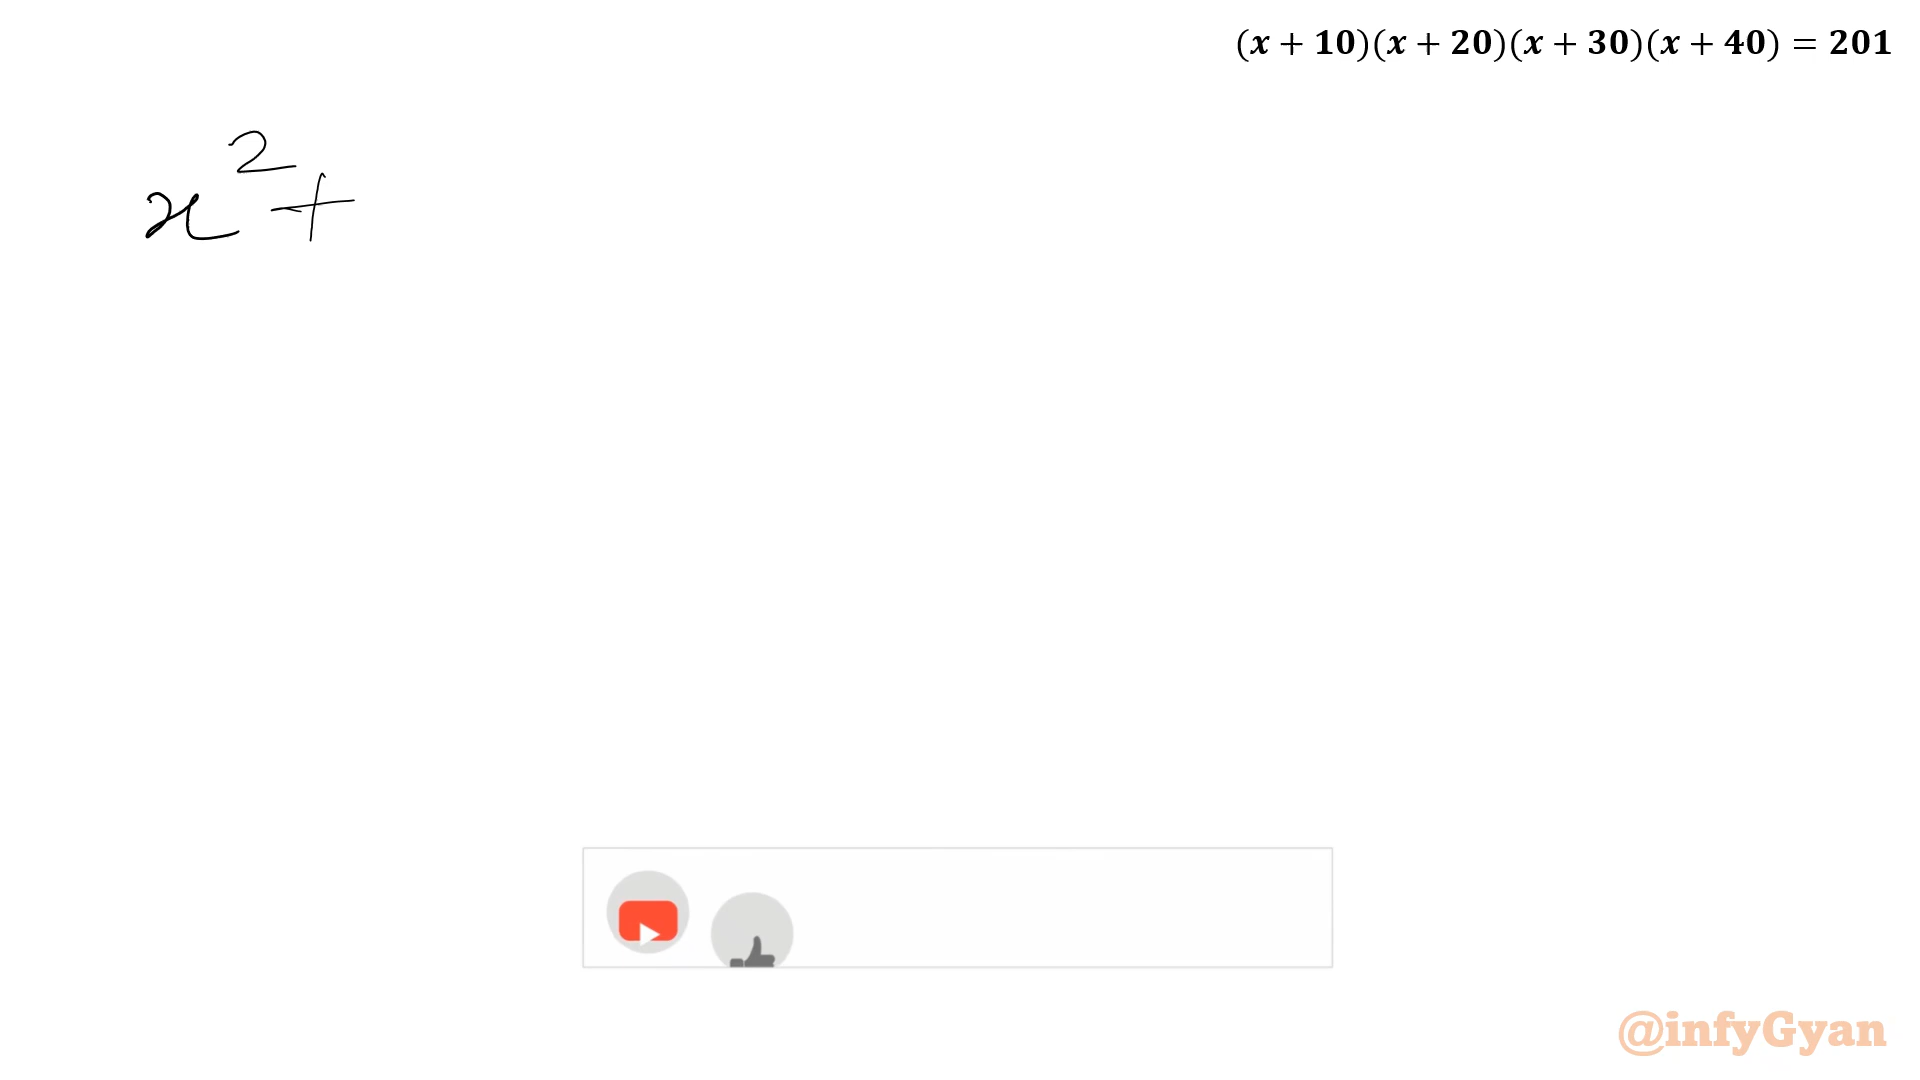 (x + 10)(x + 20)(x + 30)(x + 40) = 201
x² +
@infyGyan